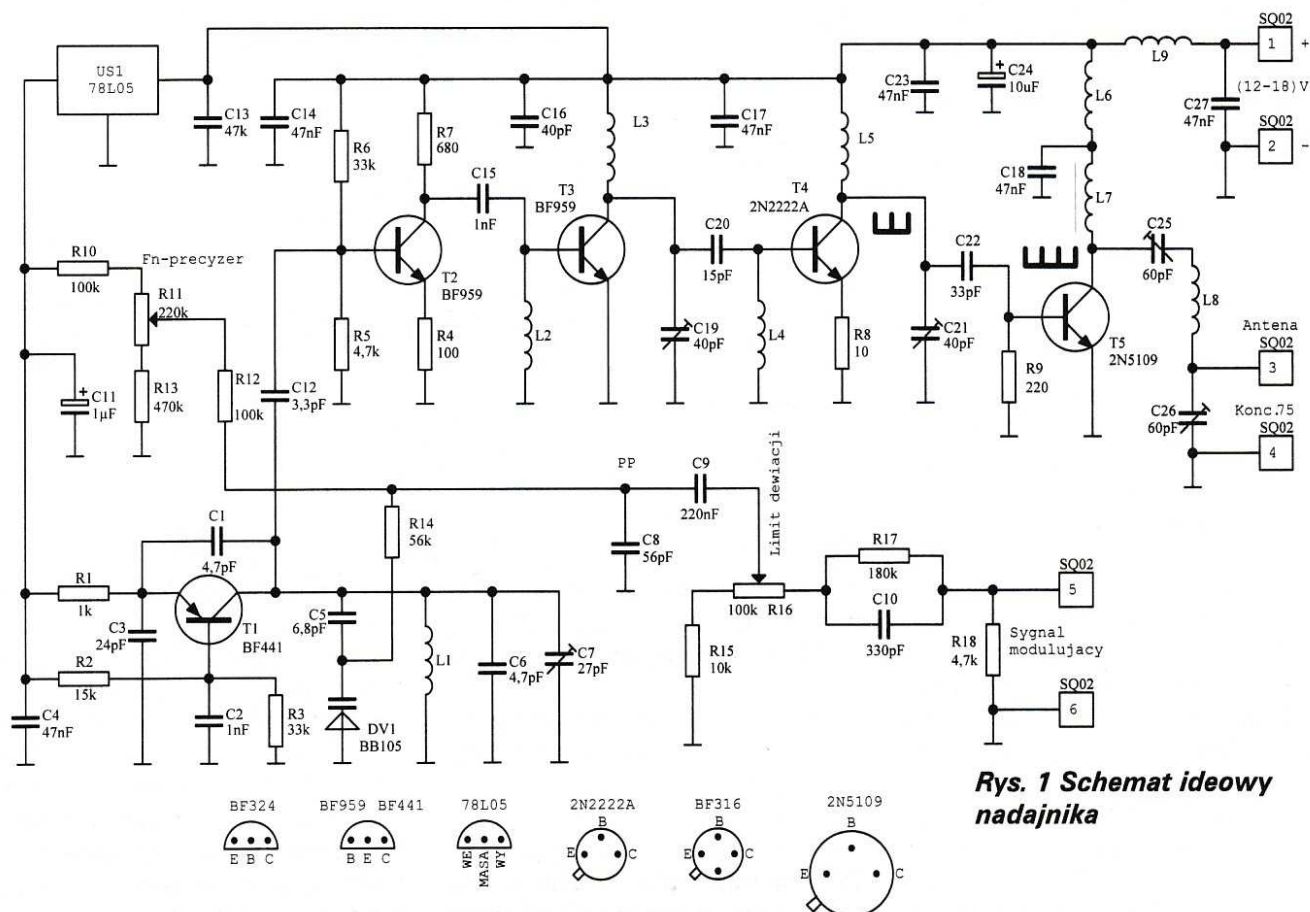 SQ02
1 +
L9
(12-18)V
C27
47nF
SQ02
2 -
US1
78L05
C13
47k
C14
47nF
R6
33k
R7
680
C16
40pF
L3
C17
47nF
L5
C23
47nF
+
C24
10uF
L6
C18
47nF
L7
C15
1nF
T3
BF959
T4
2N2222A
T2
BF959
L2
C20
15pF
C19
40pF
L4
R8
10
C22
33pF
C21
40pF
R9
220
T5
2N5109
C25
60pF
L8
Antena
SQ02
3
C26
60pF
Konc.75
SQ02
4
R10
100k
Fn-precyzer
R11
220k
R5
4,7k
R4
100
+
C11
1µF
R13
470k
R12
100k
C12
3,3pF
PP
C9
220nF
Limit dewiacji
R14
56k
C8
56pF
C1
4,7pF
R1
1k
C3
24pF
T1
BF441
R2
15k
C4
47nF
C2
1nF
R3
33k
C5
6,8pF
DV1
BB105
L1
C6
4,7pF
C7
27pF
R15
10k
100k R16
R17
180k
C10
330pF
R18
4,7k
SQ02
5
Sygnal
modulujacy
SQ02
6
Rys. 1 Schemat ideowy
nadajnika
BF324
E B C
BF959 BF441
B E C
78L05
WE
MASA
WY
2N2222A
B
E C
BF316
B
E C
2N5109
B
E C